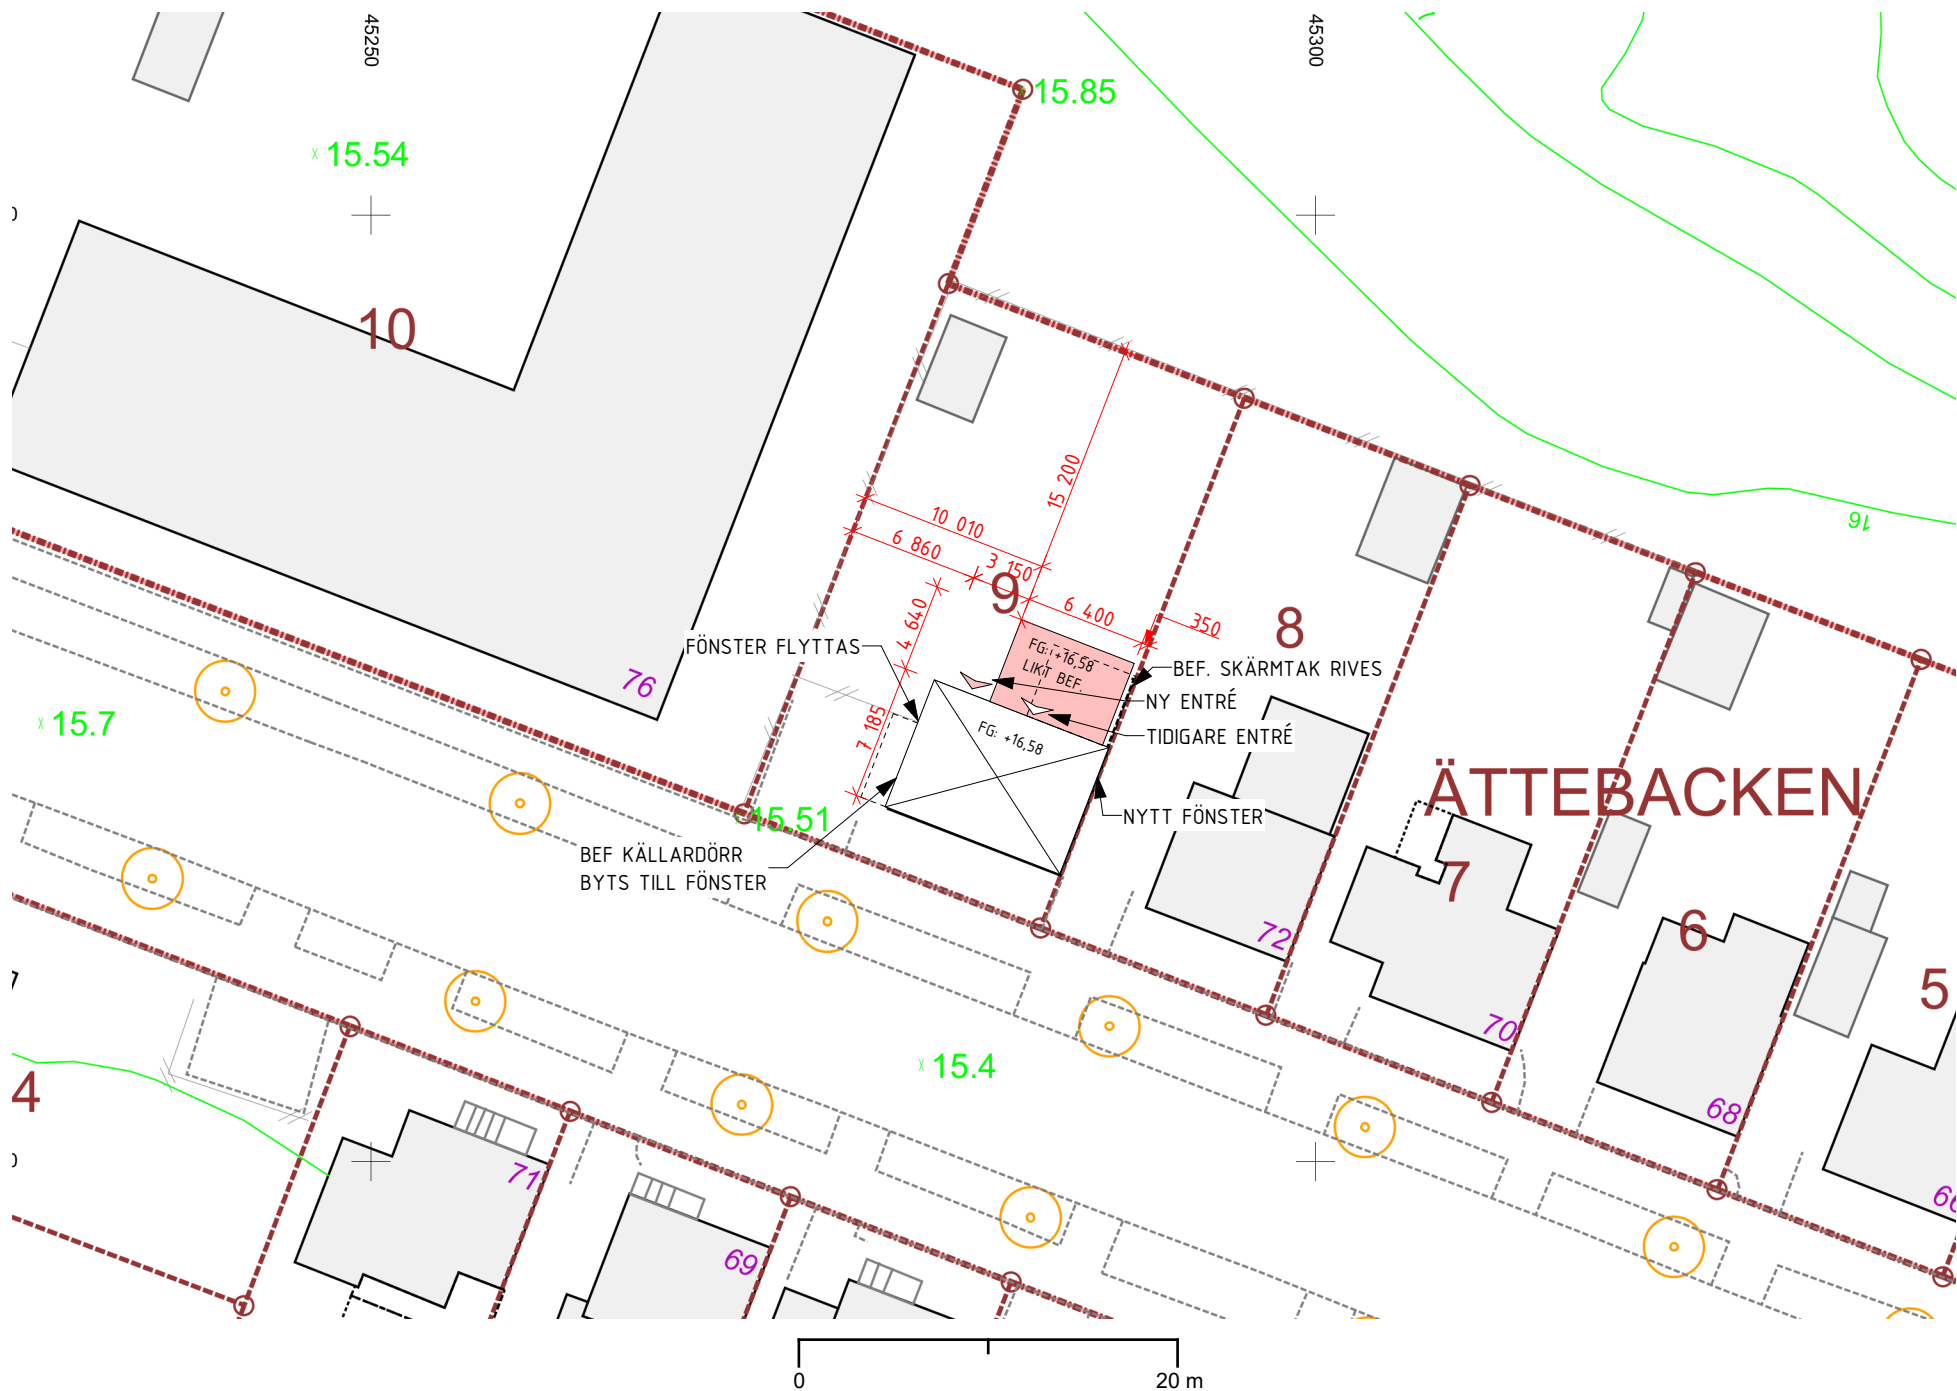 45250
45300
15.85
15.54
10
15 200
10 010
6 860
3 150
9
6 400
350
4 640
7 185
16
8
FÖNSTER FLYTTAS
FG: +16,58
LIKT BEF.
BEF. SKÄRMTAK RIVES
NY ENTRÉ
TIDIGARE ENTRÉ
FG: +16,58
NYTT FÖNSTER
76
15.7
15.51
BEF KÄLLARDÖRR
BYTS TILL FÖNSTER
ÄTTEBACKEN
7
6
5
72
70
68
66
15.4
4
71
69
0
20 m